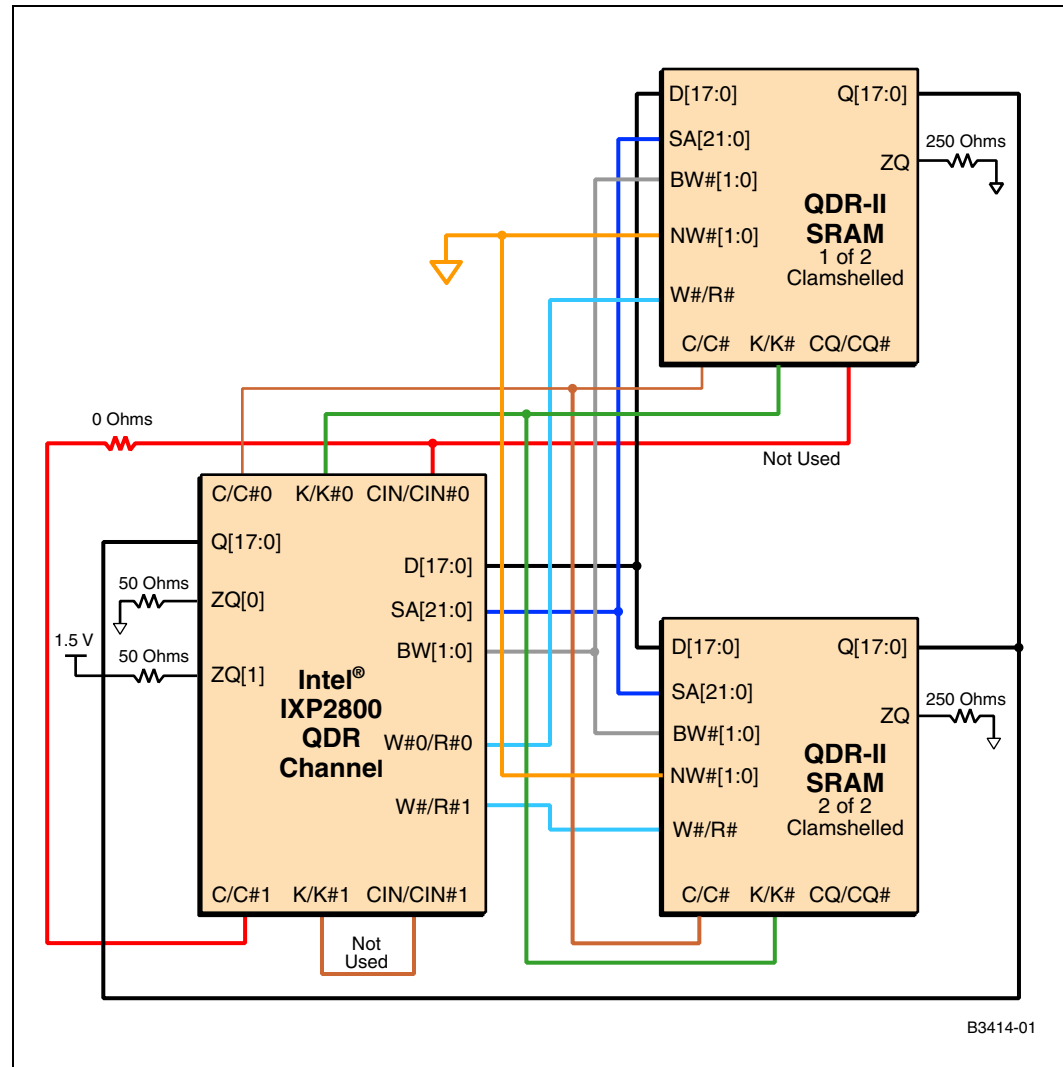 D[17:0]
Q[17:0]
SA[21:0]
250 Ohms
ZQ
BW#[1:0]
QDR-II
SRAM
1 of 2
Clamshelled
NW#[1:0]
W#/R#
C/C#
K/K#
CQ/CQ#
0 Ohms
Not Used
C/C#0
K/K#0
CIN/CIN#0
Q[17:0]
D[17:0]
50 Ohms
ZQ[0]
SA[21:0]
1.5 V
50 Ohms
ZQ[1]
BW[1:0]
Intel®
IXP2800
QDR
Channel
W#0/R#0
W#/R#1
C/C#1
K/K#1
CIN/CIN#1
Not
Used
D[17:0]
Q[17:0]
SA[21:0]
250 Ohms
ZQ
BW#[1:0]
QDR-II
SRAM
2 of 2
Clamshelled
NW#[1:0]
W#/R#
C/C#
K/K#
CQ/CQ#
B3414-01